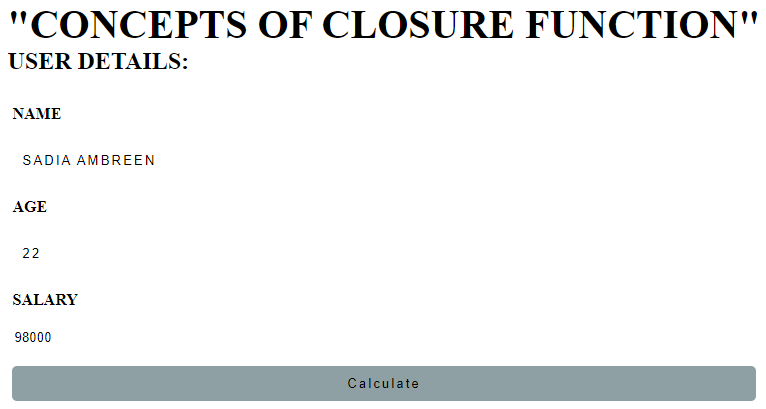 "CONCEPTS OF CLOSURE FUNCTION"
USER DETAILS:
NAME
SADIA AMBREEN
AGE
22
SALARY
98000
Calculate